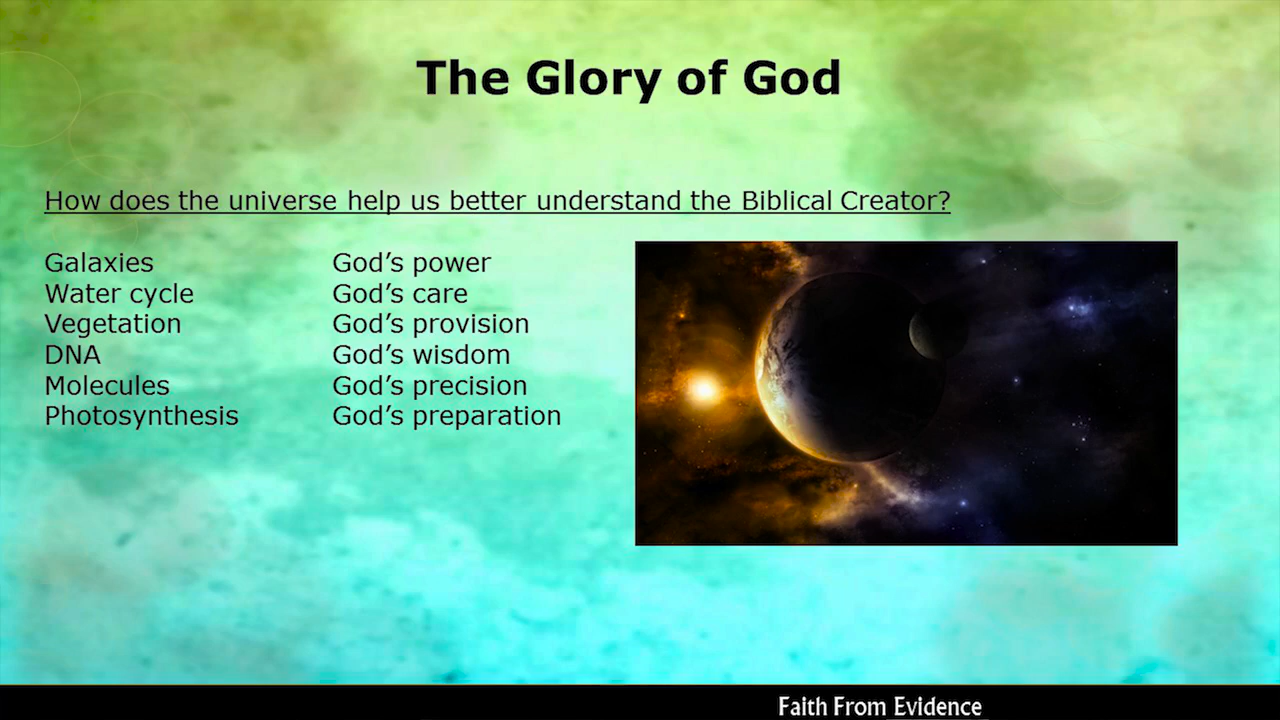 The Glory of God
How does the universe help us better understand the Biblical Creator?
Galaxies God’s power
Water cycle God’s care
Vegetation God’s provision
DNA God’s wisdom
Molecules God’s precision
Photosynthesis God’s preparation
Faith From Evidence